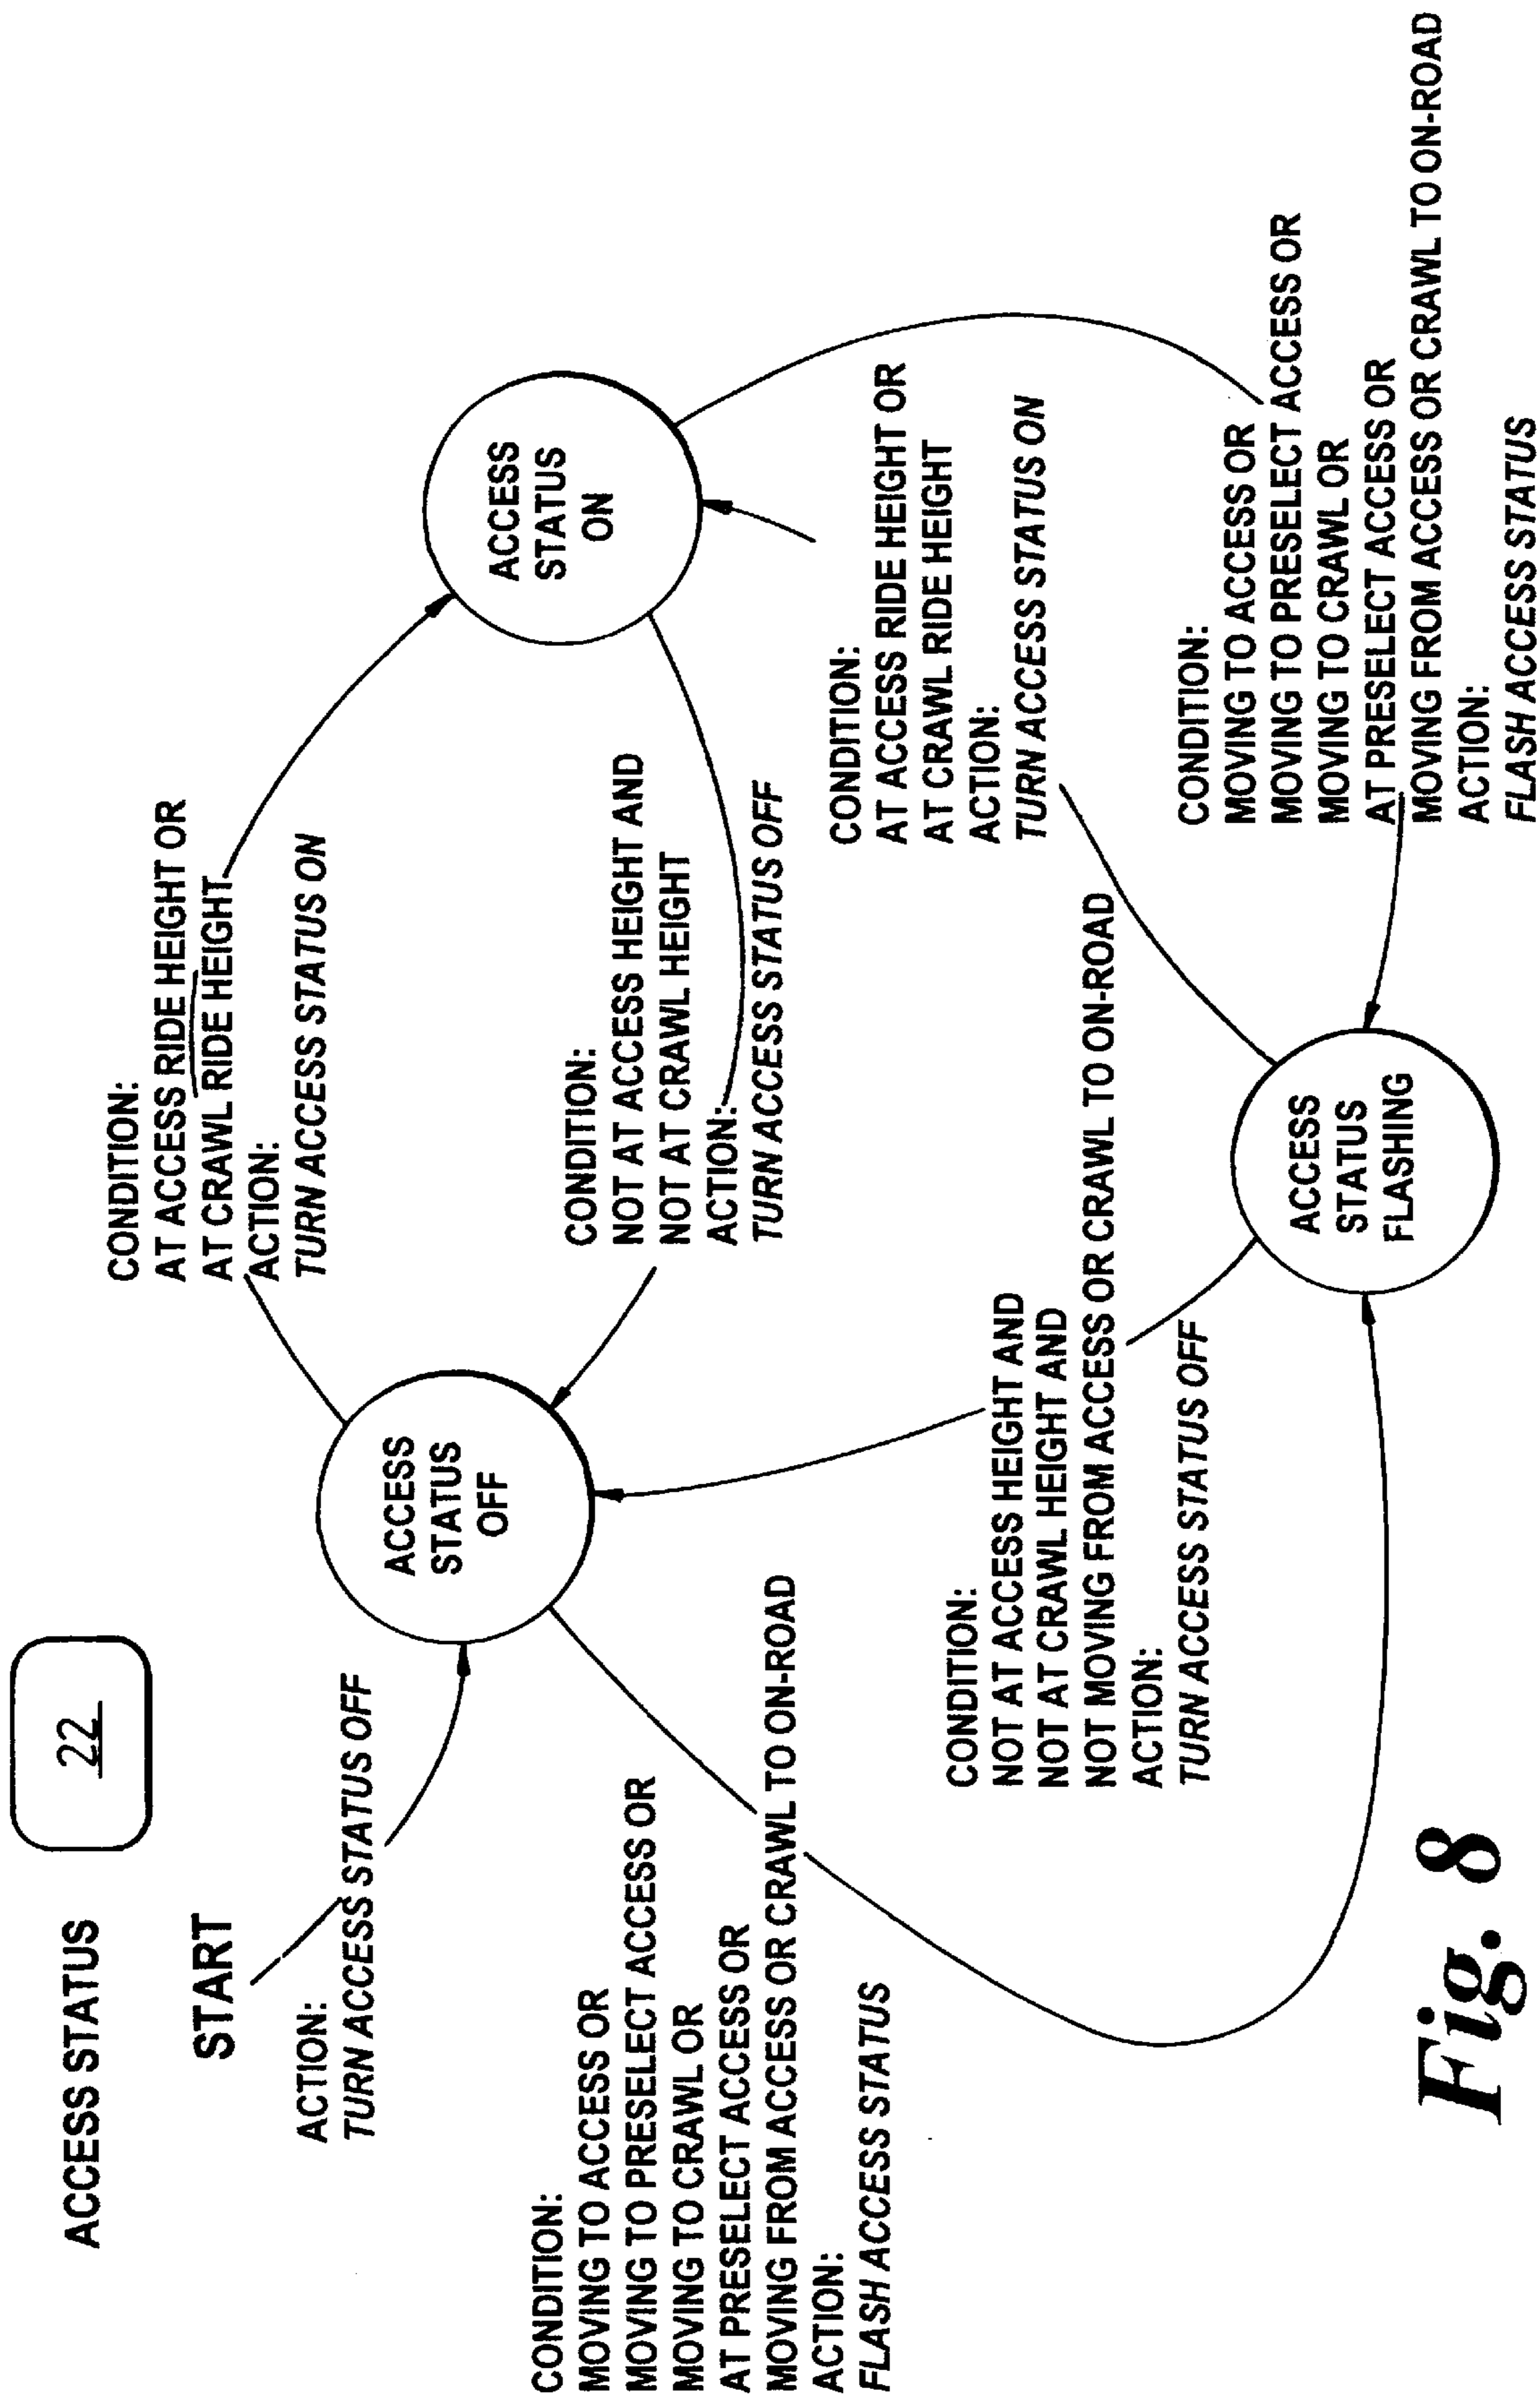 ACCESS STATUS
22
START
ACTION:
TURN ACCESS STATUS OFF
CONDITION:
AT ACCESS RIDE HEIGHT OR
AT CRAWL RIDE HEIGHT
ACTION:
TURN ACCESS STATUS ON
ACCESS
STATUS
OFF
ACCESS
STATUS
ON
CONDITION:
NOT AT ACCESS HEIGHT AND
NOT AT CRAWL HEIGHT
ACTION:
TURN ACCESS STATUS OFF
CONDITION:
MOVING TO ACCESS OR
MOVING TO PRESELECT ACCESS OR
MOVING TO CRAWL OR
AT PRESELECT ACCESS OR
MOVING FROM ACCESS OR CRAWL TO ON-ROAD
ACTION:
FLASH ACCESS STATUS
CONDITION:
AT ACCESS RIDE HEIGHT OR
AT CRAWL RIDE HEIGHT
ACTION:
TURN ACCESS STATUS ON
CONDITION:
NOT AT ACCESS HEIGHT AND
NOT AT CRAWL HEIGHT AND
NOT MOVING FROM ACCESS OR CRAWL TO ON-ROAD
ACTION:
TURN ACCESS STATUS OFF
CONDITION:
MOVING TO ACCESS OR
MOVING TO PRESELECT ACCESS OR
MOVING TO CRAWL OR
AT PRESELECT ACCESS OR
MOVING FROM ACCESS OR CRAWL TO ON-ROAD
ACTION:
FLASH ACCESS STATUS
ACCESS
STATUS
FLASHING
Fig. 8